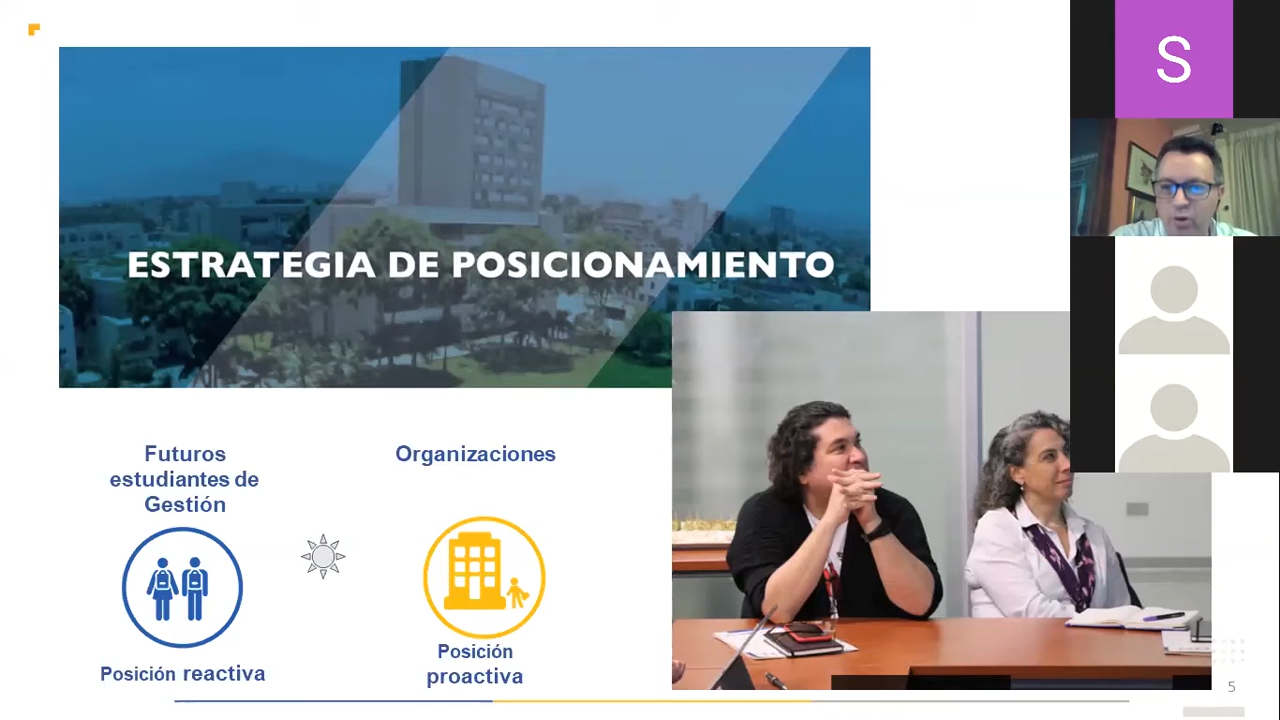 S
ESTRATEGIA DE POSICIONAMIENTO
Futuros
estudiantes de
Gestión
Organizaciones
Posición reactiva
Posición
proactiva
5